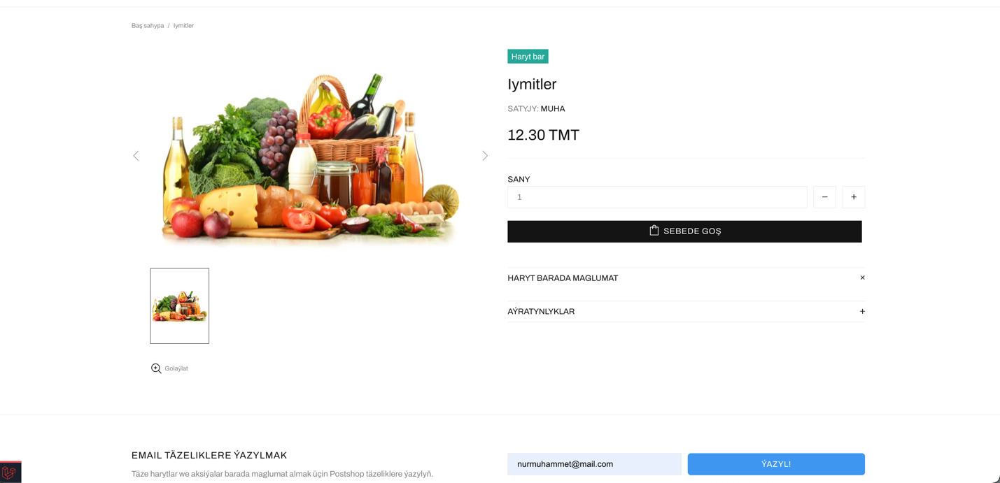 Baş sahypa / Iymitler
Haryt bar
Iymitler
SATYJY: MUHA
12.30 TMT
SANY
1
SEBEDE GOŞ
HARYT BARADA MAGLUMAT
AÝRATYNLYKLAR
Golaýlat
EMAIL TÄZELIKLERE ÝAZYLMAK
Täze harytlar we aksiýalar barada maglumat almak üçin Postshop täzeliklere ýazylyň.
nurmuhammet@mail.com
ÝAZYL!